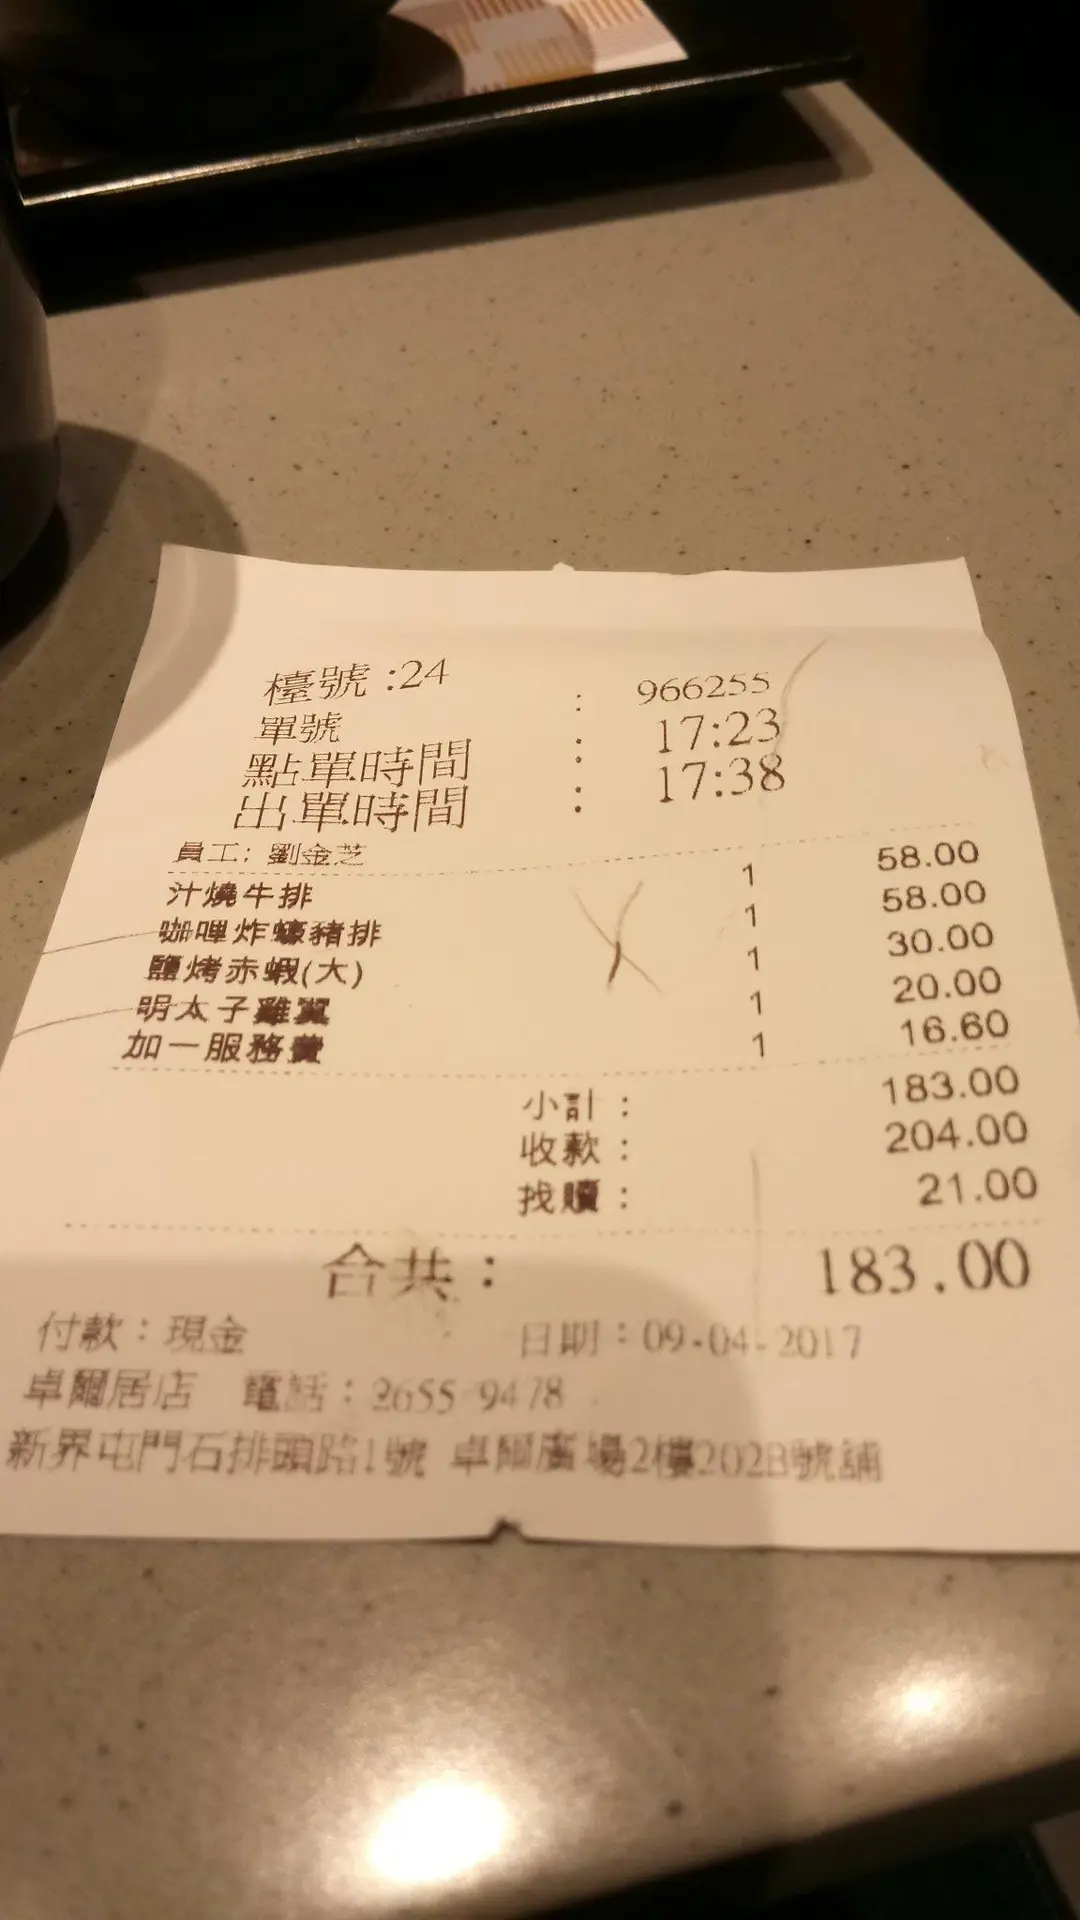 檯號 :24
單號 : 966255
點單時間 : 17:23
出單時間 : 17:38
員工: 劉金芝
汁燒牛排 1 58.00
咖哩炸蠔豬排 1 58.00
鹽烤赤蝦(大) 1 30.00
明太子雞翼 1 20.00
加一服務費 1 16.60
小計 : 183.00
收款 : 204.00
找贖 : 21.00
合共 : 183.00
付款：現金 日期：09-04-2017
卓爾居店 電話：2655 9478
新界屯門石排頭路1號 卓爾廣場2樓202B號舖